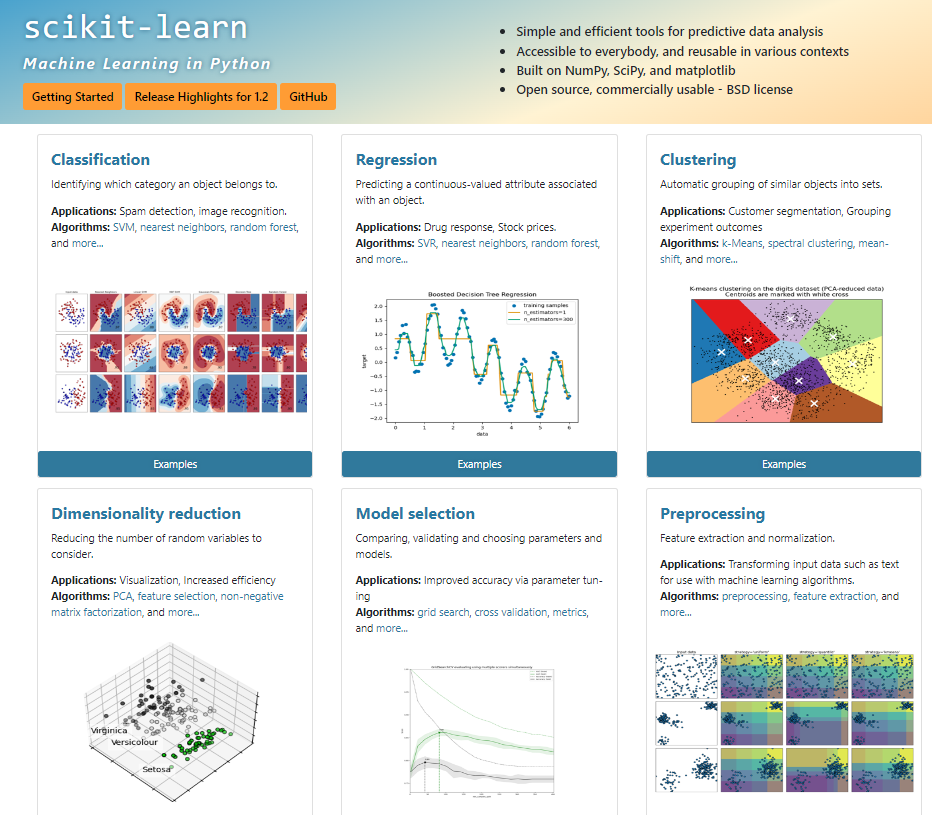 scikit-learn
Machine Learning in Python
Getting Started
Release Highlights for 1.2
GitHub
Simple and efficient tools for predictive data analysis
Accessible to everybody, and reusable in various contexts
Built on NumPy, SciPy, and matplotlib
Open source, commercially usable - BSD license
Classification
Identifying which category an object belongs to.
Applications: Spam detection, image recognition.
Algorithms: SVM, nearest neighbors, random forest,
and more...
Examples
Regression
Predicting a continuous-valued attribute associated
with an object.
Applications: Drug response, Stock prices.
Algorithms: SVR, nearest neighbors, random forest,
and more...
Boosted Decision Tree Regression
training samples
n_estimators=1
n_estimators=300
target
2.0
1.5
1.0
0.5
0.0
−0.5
−1.0
−1.5
−2.0
0 1 2 3 4 5 6
data
Examples
Clustering
Automatic grouping of similar objects into sets.
Applications: Customer segmentation, Grouping
experiment outcomes
Algorithms: k-Means, spectral clustering, mean-
shift, and more...
K-means clustering on the digits dataset (PCA-reduced data)
Centroids are marked with white cross
Examples
Dimensionality reduction
Reducing the number of random variables to
consider.
Applications: Visualization, Increased efficiency
Algorithms: PCA, feature selection, non-negative
matrix factorization, and more...
Virginica
Versicolour
Setosa
Model selection
Comparing, validating and choosing parameters and
models.
Applications: Improved accuracy via parameter tun-
ing
Algorithms: grid search, cross validation, metrics,
and more...
Preprocessing
Feature extraction and normalization.
Applications: Transforming input data such as text
for use with machine learning algorithms.
Algorithms: preprocessing, feature extraction, and
more...
Input data
strategy='uniform'
strategy='quantile'
strategy='kmeans'